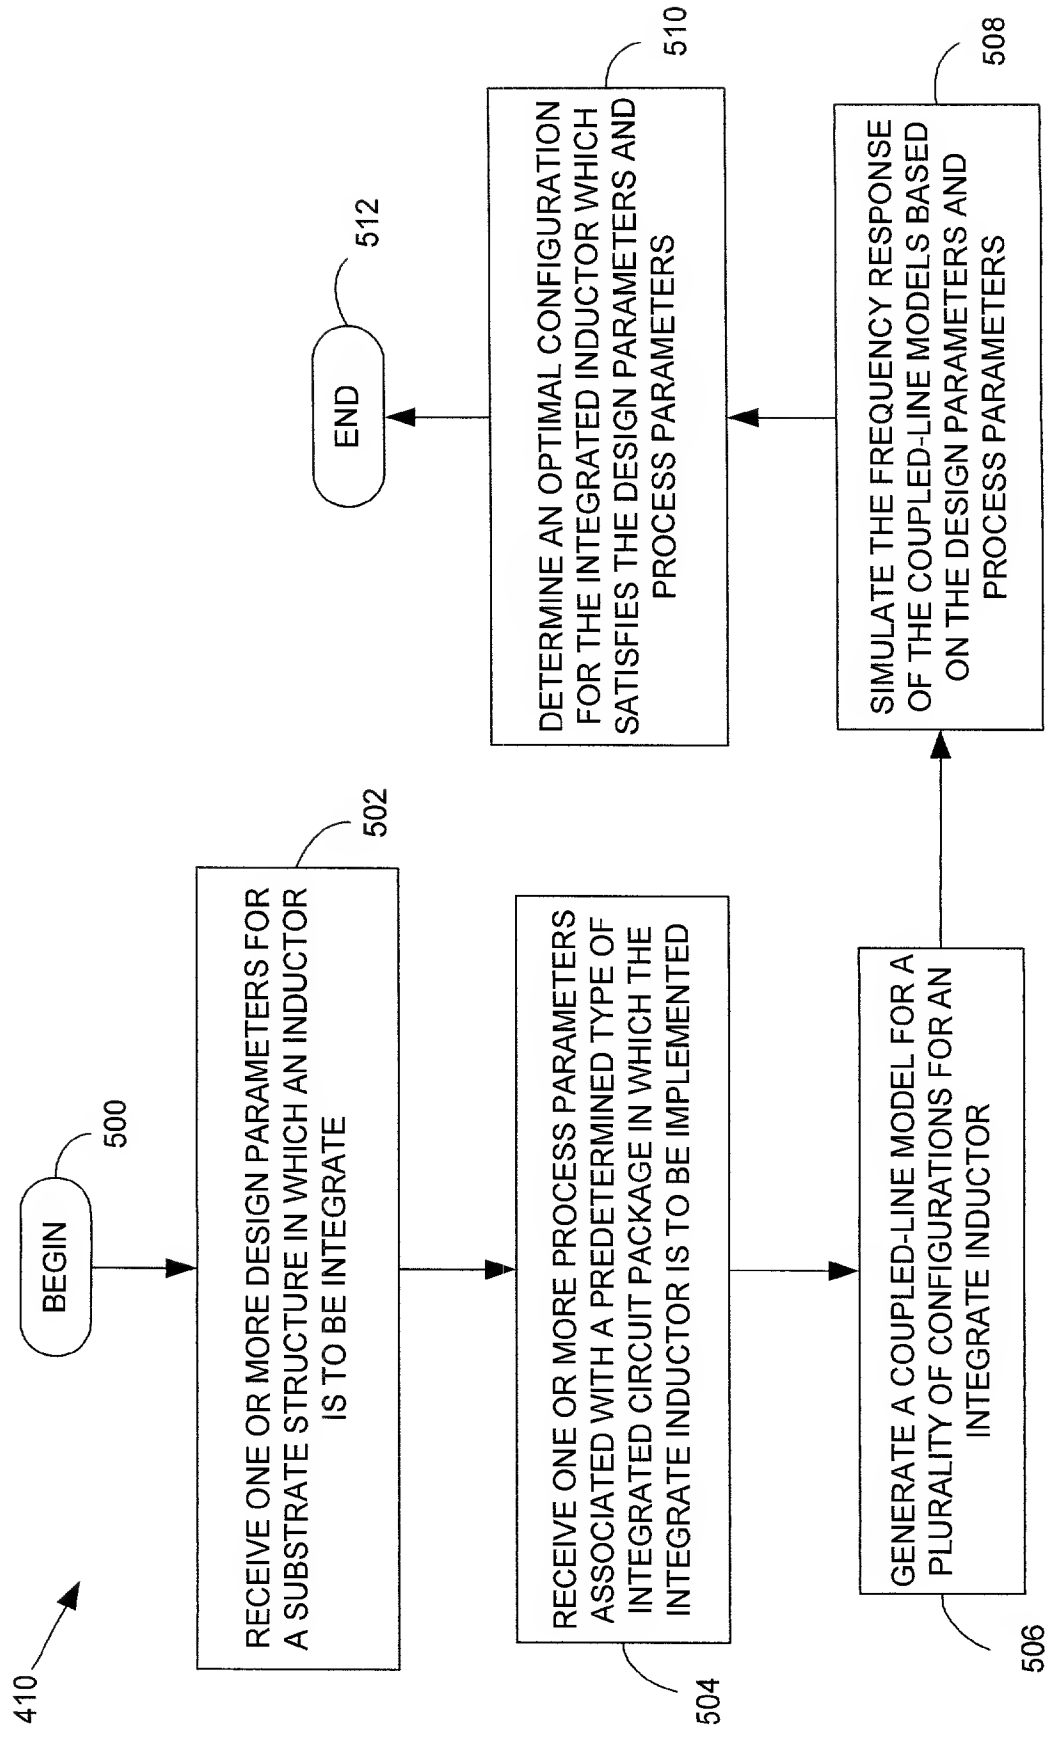 410
BEGIN
500
RECEIVE ONE OR MORE DESIGN PARAMETERS FOR
A SUBSTRATE STRUCTURE IN WHICH AN INDUCTOR
IS TO BE INTEGRATE
502
RECEIVE ONE OR MORE PROCESS PARAMETERS
ASSOCIATED WITH A PREDETERMINED TYPE OF
INTEGRATED CIRCUIT PACKAGE IN WHICH THE
INTEGRATE INDUCTOR IS TO BE IMPLEMENTED
504
GENERATE A COUPLED-LINE MODEL FOR A
PLURALITY OF CONFIGURATIONS FOR AN
INTEGRATE INDUCTOR
506
SIMULATE THE FREQUENCY RESPONSE
OF THE COUPLED-LINE MODELS BASED
ON THE DESIGN PARAMETERS AND
PROCESS PARAMETERS
508
DETERMINE AN OPTIMAL CONFIGURATION
FOR THE INTEGRATED INDUCTOR WHICH
SATISFIES THE DESIGN PARAMETERS AND
PROCESS PARAMETERS
510
END
512